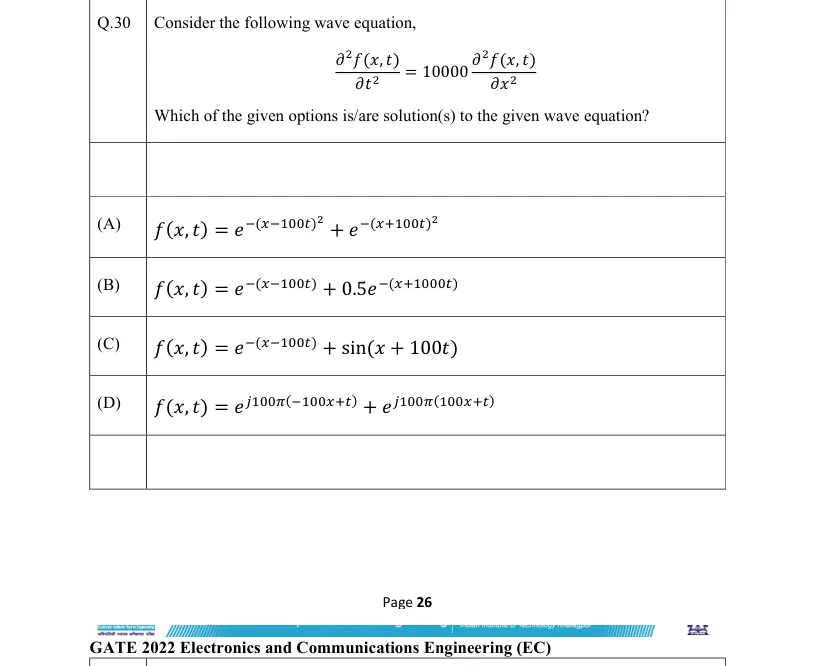 Q.30 Consider the following wave equation,
∂²f(x, t)/∂t² = 10000 ∂²f(x, t)/∂x²
Which of the given options is/are solution(s) to the given wave equation?
(A) f(x, t) = e^{−(x−100t)²} + e^{−(x+100t)²}
(B) f(x, t) = e^{−(x−100t)} + 0.5e^{−(x+1000t)}
(C) f(x, t) = e^{−(x−100t)} + sin(x + 100t)
(D) f(x, t) = e^{j100π(−100x+t)} + e^{j100π(100x+t)}
Page 26
GATE 2022 Electronics and Communications Engineering (EC)